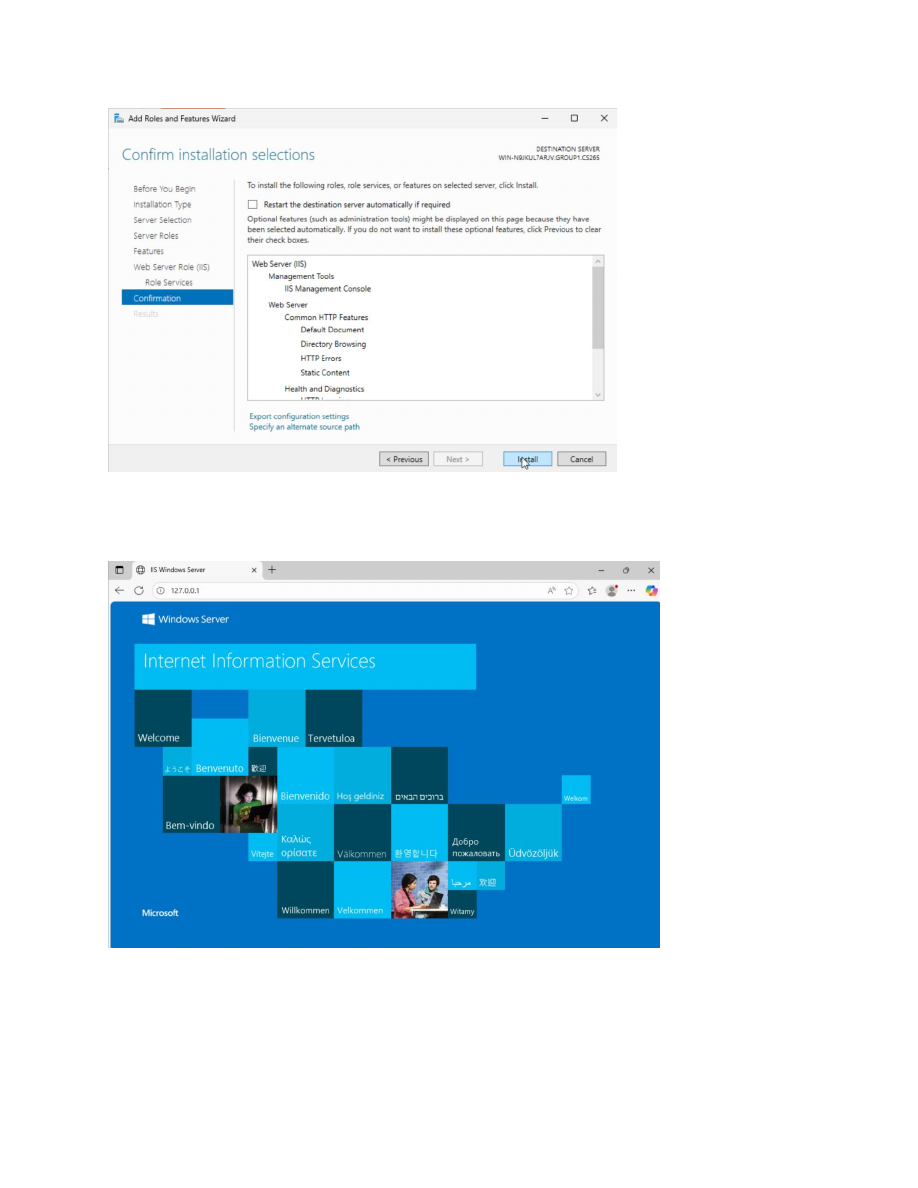 Add Roles and Features Wizard
Confirm installation selections
DESTINATION SERVER
WIN-N9JKUL7ARJV.GROUP1.CS265
Before You Begin
Installation Type
Server Selection
Server Roles
Features
Web Server Role (IIS)
Role Services
Confirmation
Results
To install the following roles, role services, or features on selected server, click Install.
Restart the destination server automatically if required
Optional features (such as administration tools) might be displayed on this page because they have
been selected automatically. If you do not want to install these optional features, click Previous to clear
their check boxes.
Web Server (IIS)
Management Tools
IIS Management Console
Web Server
Common HTTP Features
Default Document
Directory Browsing
HTTP Errors
Static Content
Health and Diagnostics
Export configuration settings
Specify an alternate source path
< Previous
Next >
Install
Cancel
IIS Windows Server
127.0.0.1
Windows Server
Internet Information Services
Welcome
Bienvenue
Tervetuloa
ようこそ
Benvenuto
歡迎
Bienvenido
Hoş geldiniz
ברוכים הבאים
Welkom
Bem-vindo
Vítejte
Καλώς
ορίσατε
Välkommen
환영합니다
Добро
пожаловать
Üdvözöljük
مرحبا
欢迎
Microsoft
Willkommen
Velkommen
Witamy